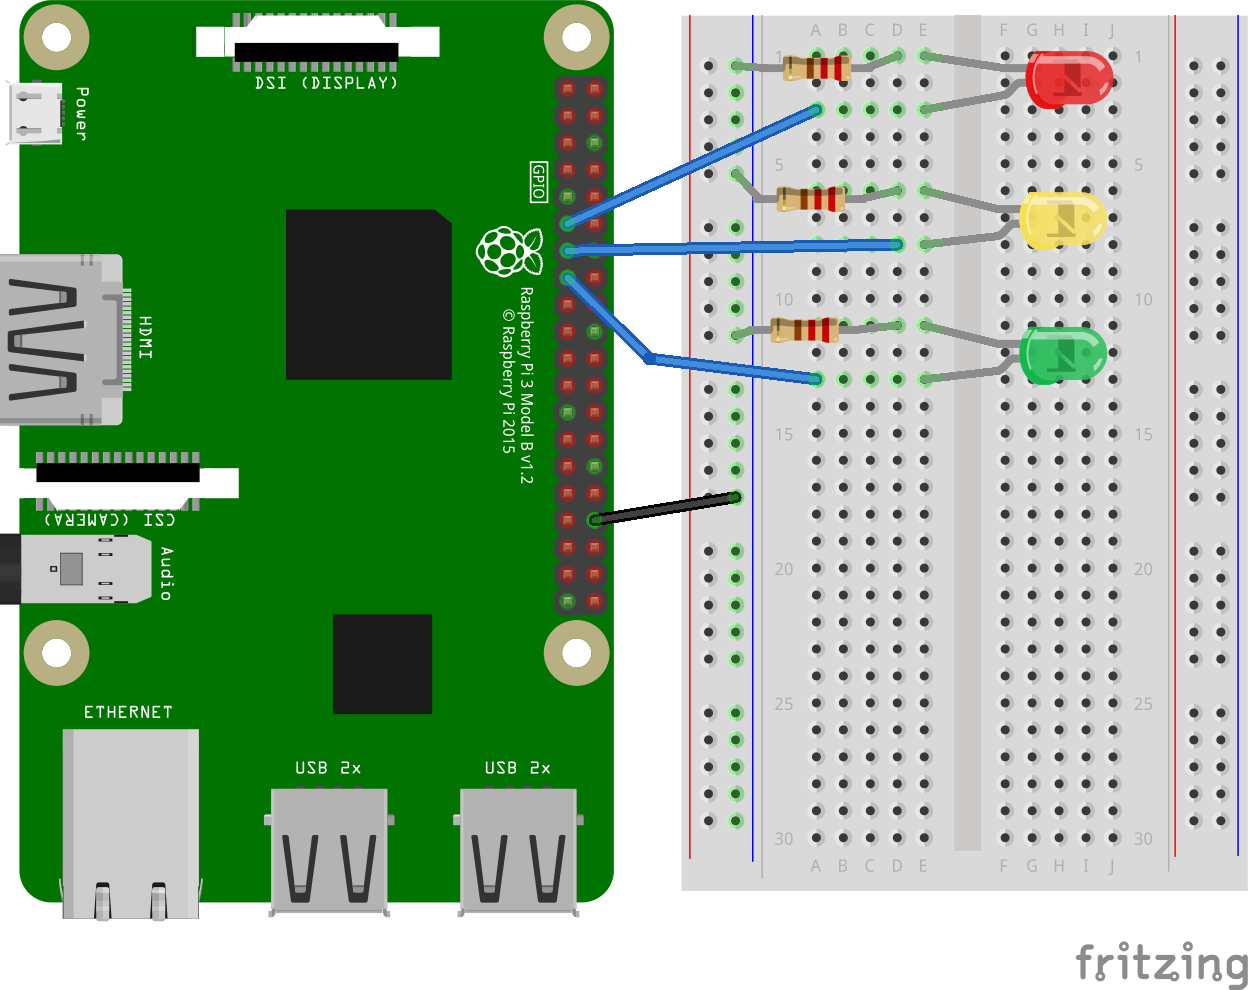 DSI (DISPLAY)
Power
GPIO
HDMI
Raspberry Pi 3 Model B v1.2
© Raspberry Pi 2015
CSI (CAMERA)
Audio
ETHERNET
USB 2x
USB 2x
A B C D E F G H I J
1 1
5 5
10 10
15 15
20 20
25 25
30 30
A B C D E F G H I J
fritzing